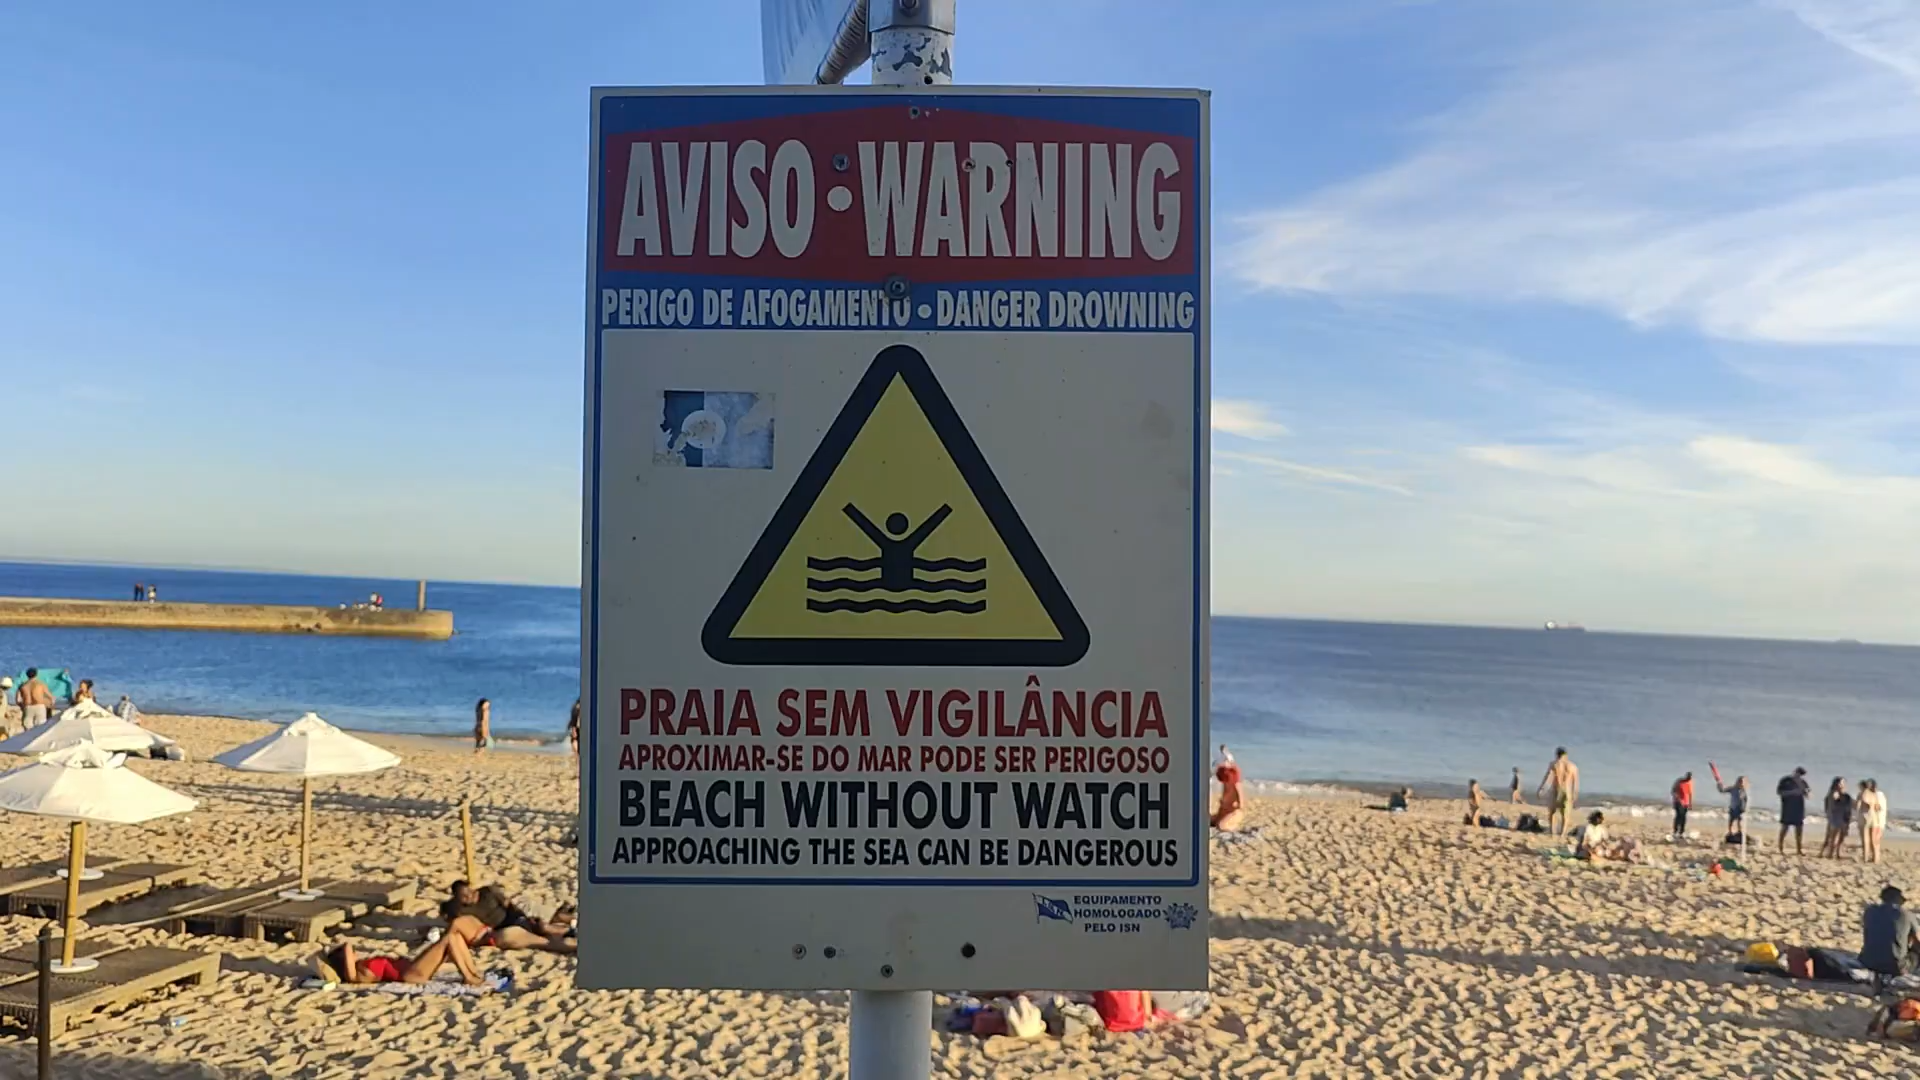 AVISO • WARNING
PERIGO DE AFOGAMENTO • DANGER DROWNING
PRAIA SEM VIGILÂNCIA
APROXIMAR-SE DO MAR PODE SER PERIGOSO
BEACH WITHOUT WATCH
APPROACHING THE SEA CAN BE DANGEROUS
EQUIPAMENTO
HOMOLOGADO
PELO ISN